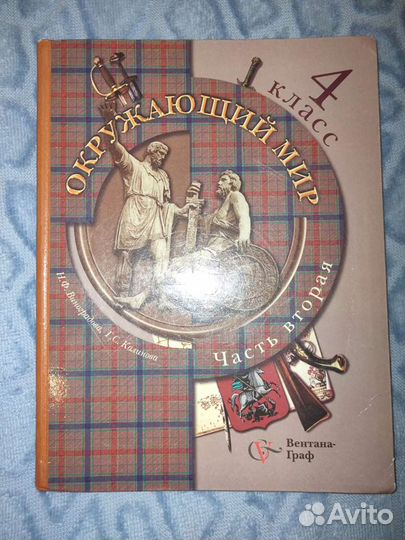 4
класс
ОКРУЖАЮЩИЙ МИР
Н.Ф. Виноградова, Г.С. Калинова
Часть вторая
Вентана-
Граф
Avito